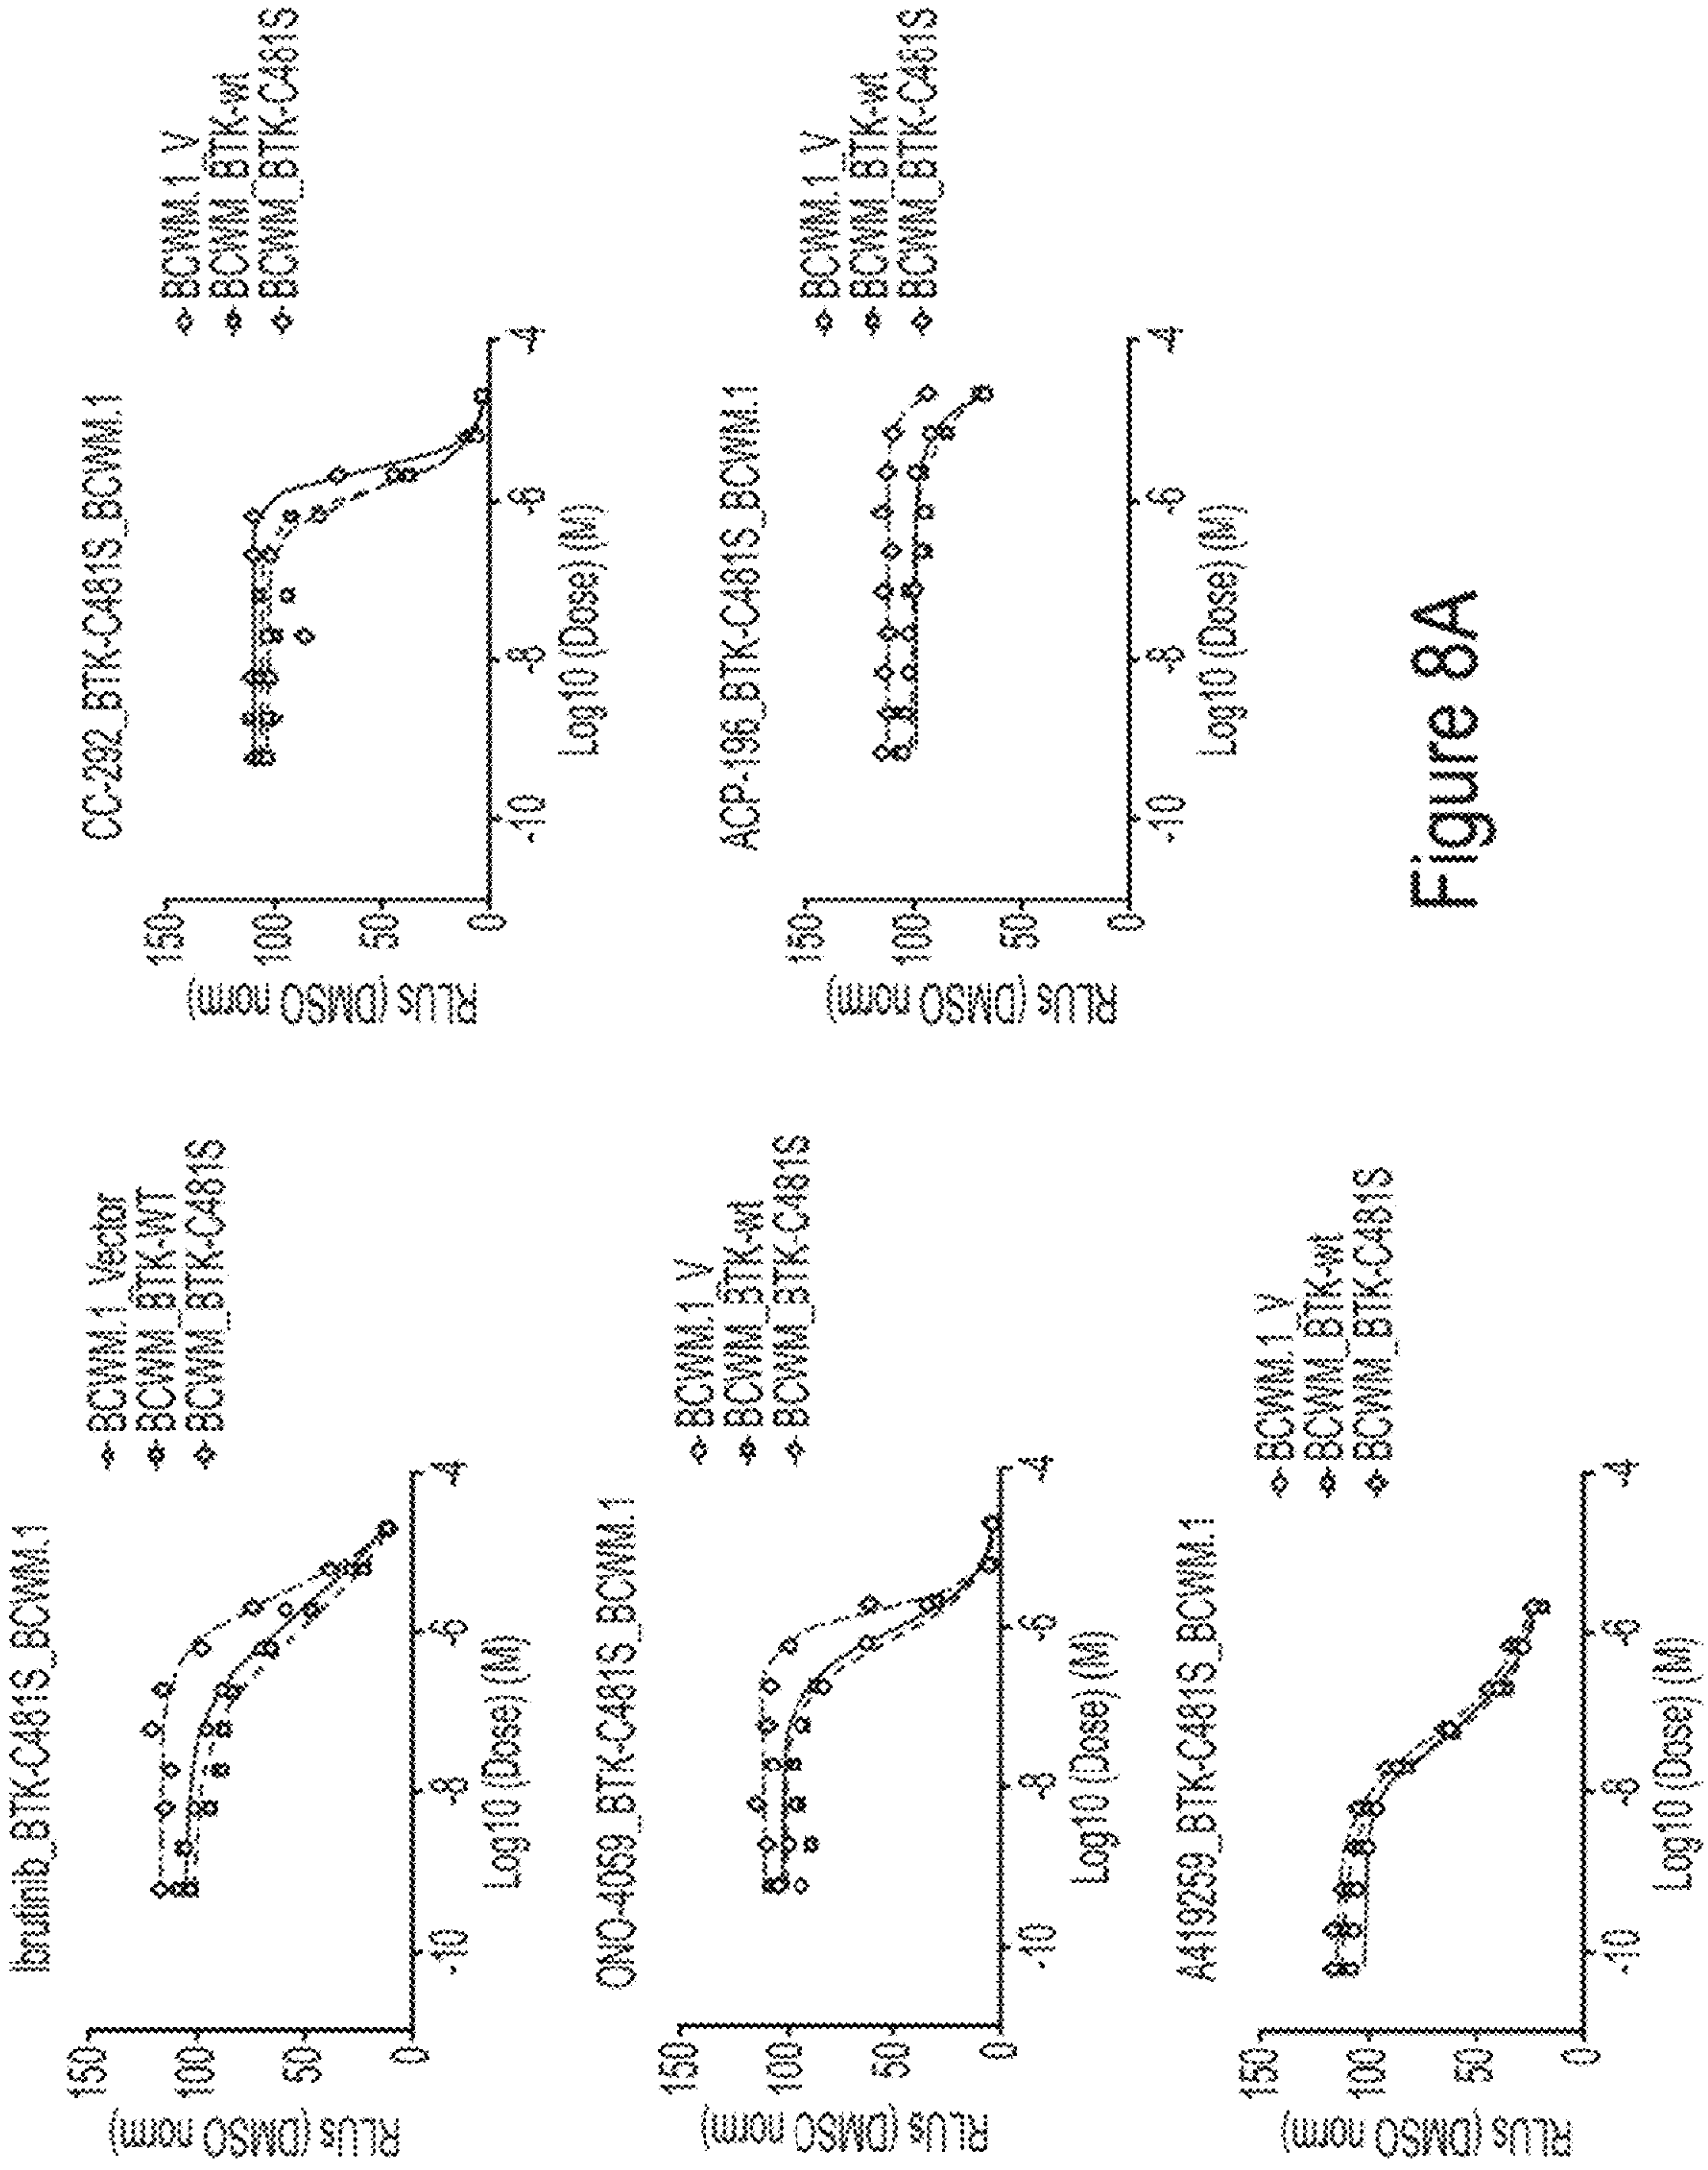 Ibrutinib_BTK-C481S_BCWM.1
RLUs (DMSO norm)
150
100
50
0
-10
-8
-6
-4
Log10 (Dose) (M)
BCWM.1_Vector
BCWM_BTK-WT
BCWM_BTK-C481S
ONO-4059_BTK-C481S_BCWM.1
RLUs (DMSO norm)
150
100
50
0
-10
-8
-6
-4
Log10 (Dose) (M)
BCWM.1_V
BCWM_BTK-wt
BCWM_BTK-C481S
A419259_BTK-C481S_BCWM.1
RLUs (DMSO norm)
150
100
50
0
-10
-8
-6
-4
Log10 (Dose) (M)
BCWM.1_V
BCWM_BTK-wt
BCWM_BTK-C481S
CC-292_BTK-C481S_BCWM.1
RLUs (DMSO norm)
150
100
50
0
-10
-8
-6
-4
Log10 (Dose) (M)
BCWM.1_V
BCWM_BTK-wt
BCWM_BTK-C481S
ACP-196_BTK-C481S_BCWM.1
RLUs (DMSO norm)
150
100
50
0
-10
-8
-6
-4
Log10 (Dose) (M)
BCWM.1_V
BCWM_BTK-wt
BCWM_BTK-C481S
Figure 8A